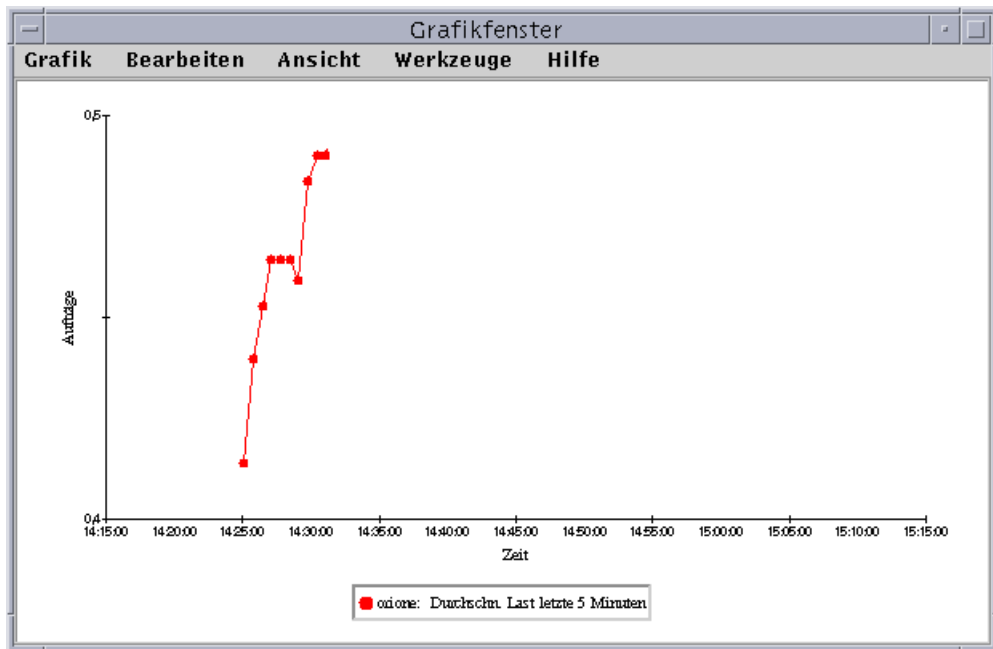 Grafikfenster
Grafik Bearbeiten Ansicht Werkzeuge Hilfe
0,5
Aufträge
0,4
14:15:00 14:20:00 14:25:00 14:30:00 14:35:00 14:40:00 14:45:00 14:50:00 14:55:00 15:00:00 15:05:00 15:10:00 15:15:00
Zeit
orione: Durchschn. Last letzte 5 Minuten